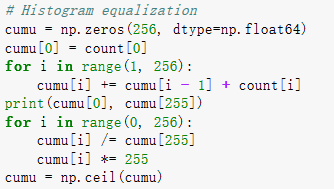 # Histogram equalization
cumu = np.zeros(256, dtype=np.float64)
cumu[0] = count[0]
for i in range(1, 256):
    cumu[i] += cumu[i - 1] + count[i]
print(cumu[0], cumu[255])
for i in range(0, 256):
    cumu[i] /= cumu[255]
    cumu[i] *= 255
cumu = np.ceil(cumu)